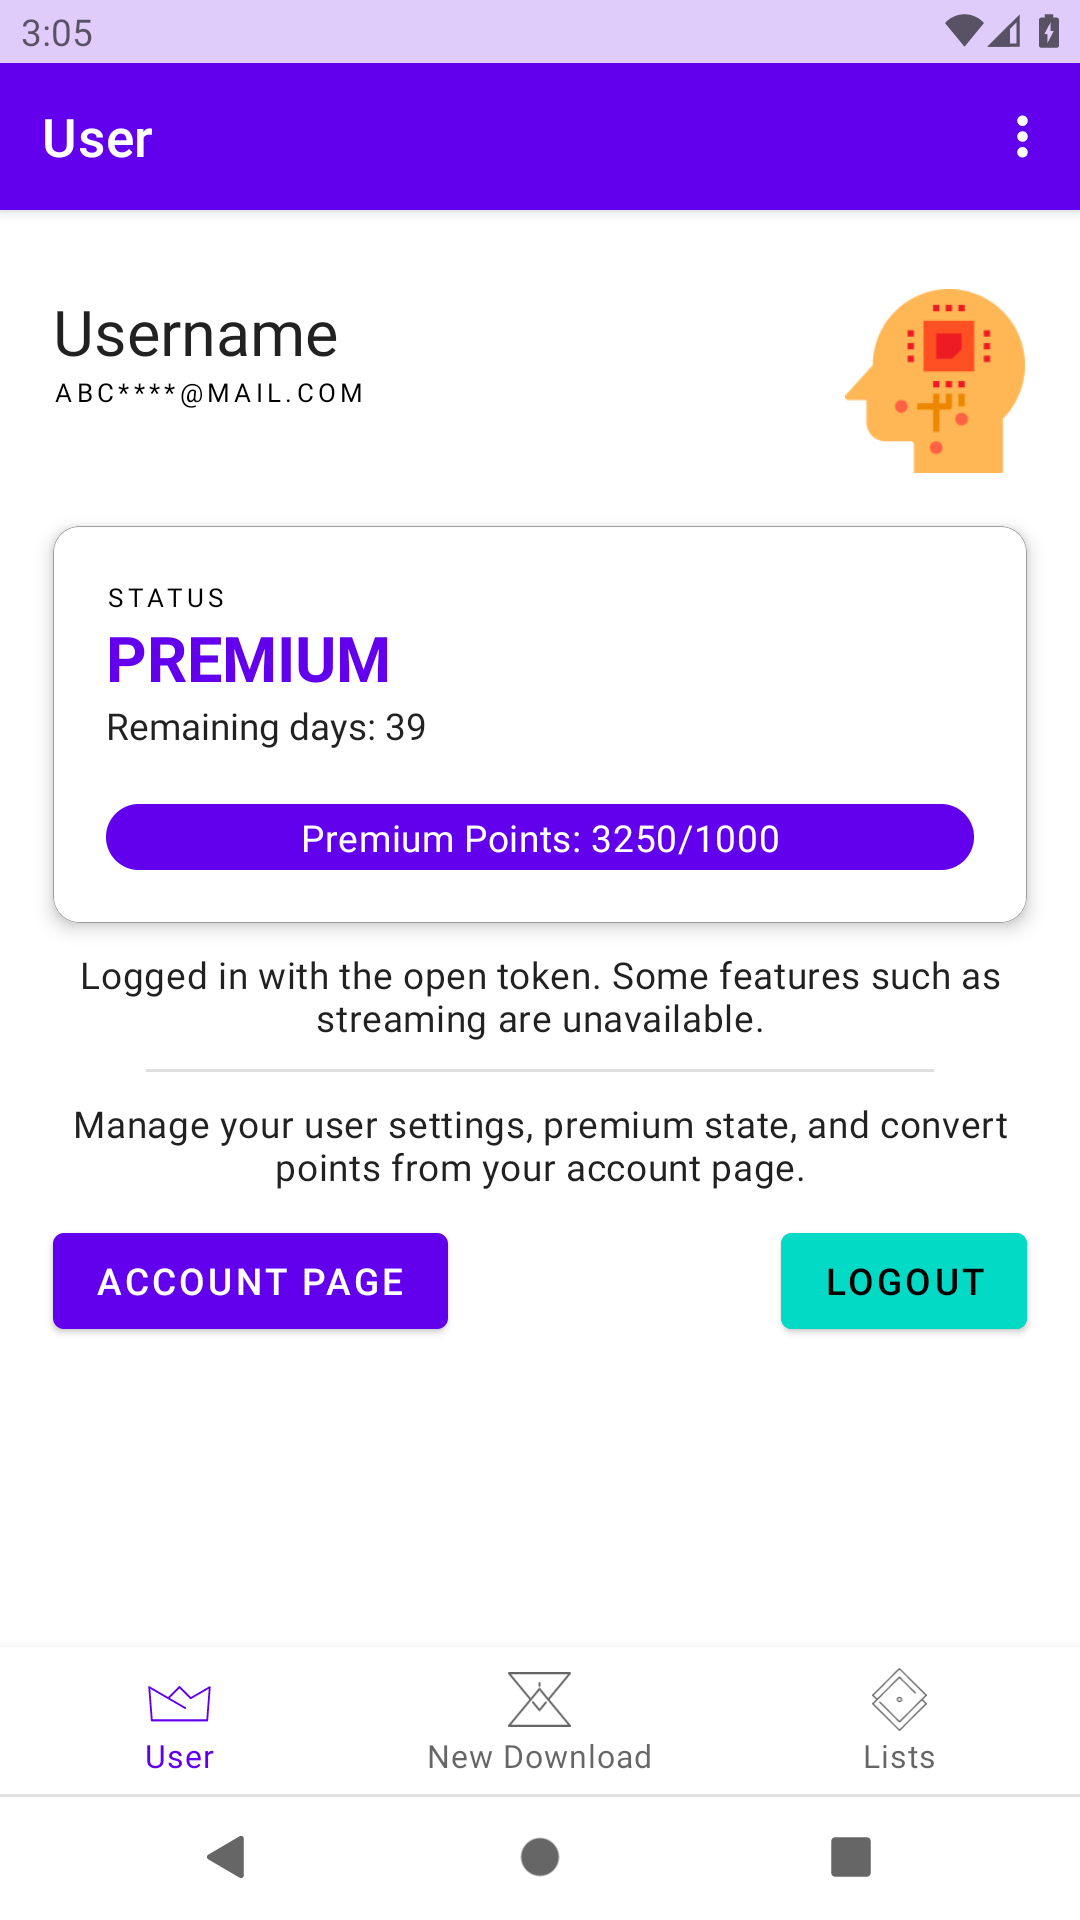 3:05
User
Username
ABC****@MAIL.COM
STATUS
PREMIUM
Remaining days: 39
Premium Points: 3250/1000
Logged in with the open token. Some features such as
streaming are unavailable.
Manage your user settings, premium state, and convert
points from your account page.
ACCOUNT PAGE
LOGOUT
User
New Download
Lists